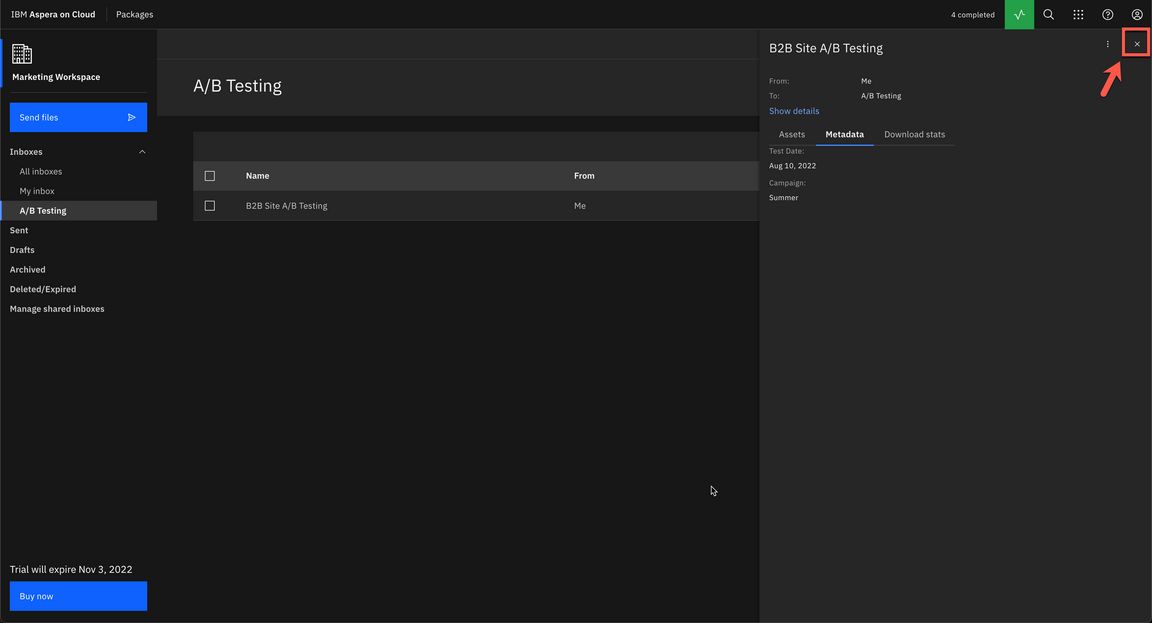 IBM Aspera on Cloud
Packages
4 completed
Marketing Workspace
Send files
Inboxes
All inboxes
My inbox
A/B Testing
Sent
Drafts
Archived
Deleted/Expired
Manage shared inboxes
Trial will expire Nov 3, 2022
Buy now
A/B Testing
Name From
B2B Site A/B Testing Me
B2B Site A/B Testing
From: Me
To: A/B Testing
Show details
Assets Metadata Download stats
Test Date:
Aug 10, 2022
Campaign:
Summer